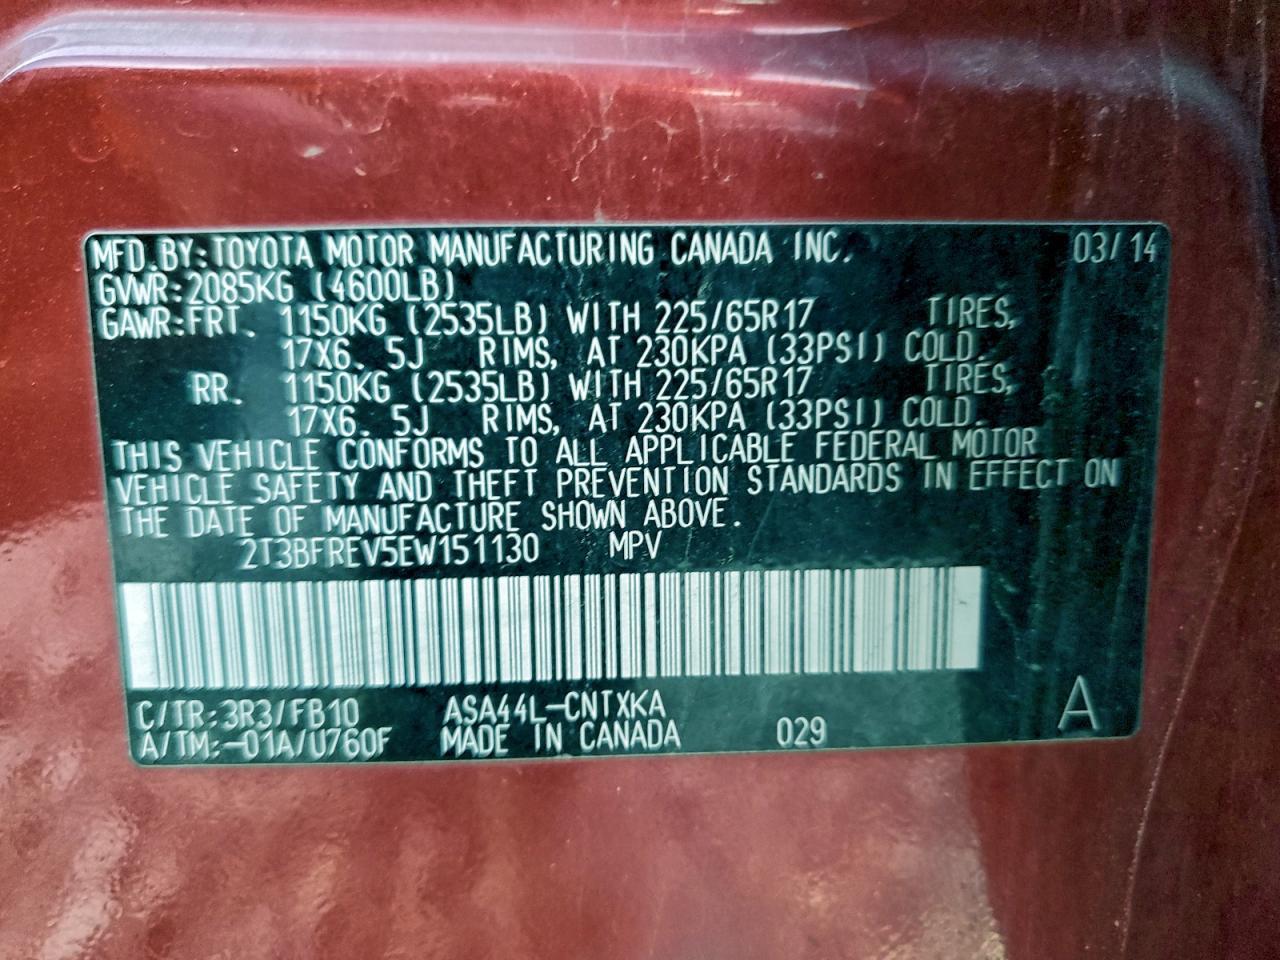 MFD.BY:TOYOTA MOTOR MANUFACTURING CANADA INC. 03/14
GVWR:2085KG (4600LB)
GAWR:FRT. 1150KG (2535LB) WITH 225/65R17 TIRES,
17X6.5J RIMS, AT 230KPA (33PSI) COLD.
RR. 1150KG (2535LB) WITH 225/65R17 TIRES,
17X6.5J RIMS, AT 230KPA (33PSI) COLD.
THIS VEHICLE CONFORMS TO ALL APPLICABLE FEDERAL MOTOR
VEHICLE SAFETY AND THEFT PREVENTION STANDARDS IN EFFECT ON
THE DATE OF MANUFACTURE SHOWN ABOVE.
2T3BFREV5EW151130 MPV
C/TR:3R3/FB10 ASA44L-CNTXKA
A/TM:-01A/U760F MADE IN CANADA 029 A